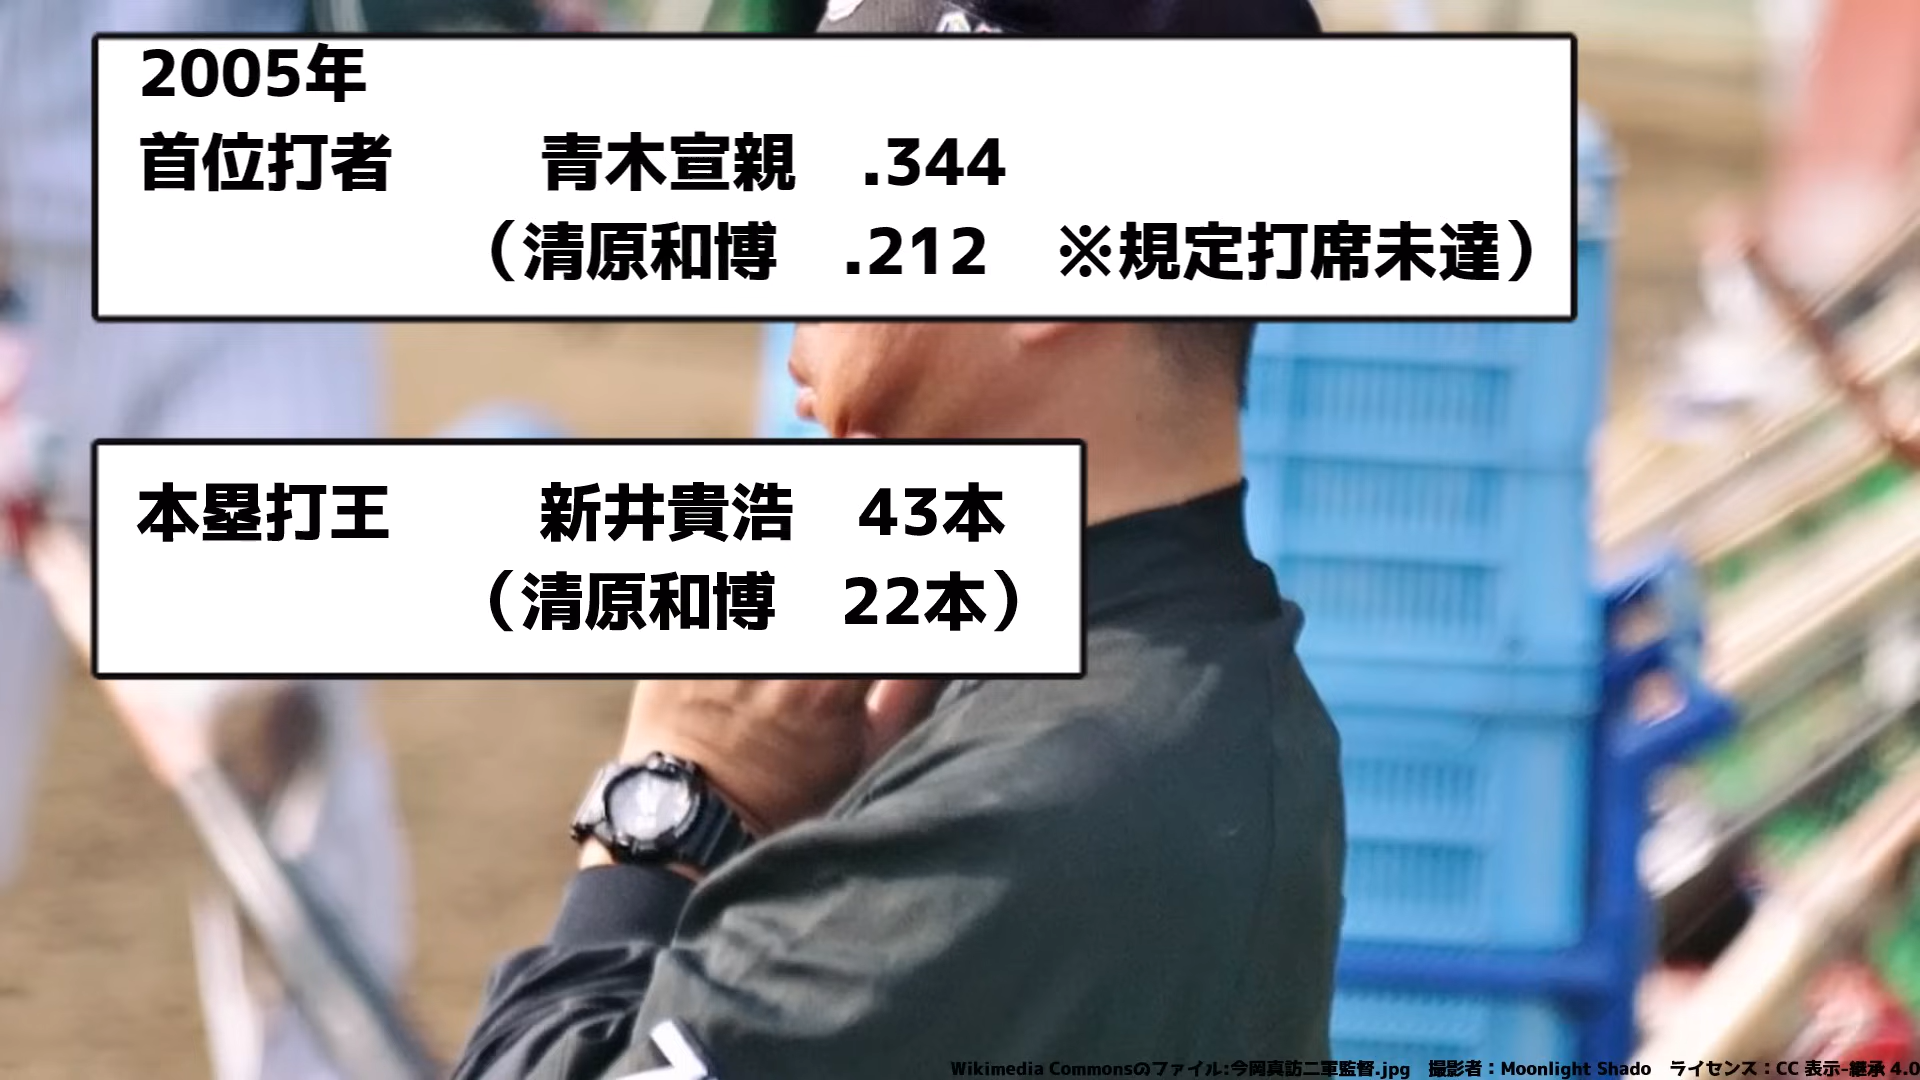 2005年
首位打者　　青木宣親　.344
（清原和博　.212　※規定打席未達）
本塁打王　　新井貴浩　43本
（清原和博　22本）
Wikimedia Commonsのファイル:今岡真訪二軍監督.jpg　撮影者：Moonlight Shado　ライセンス：CC 表示-継承 4.0